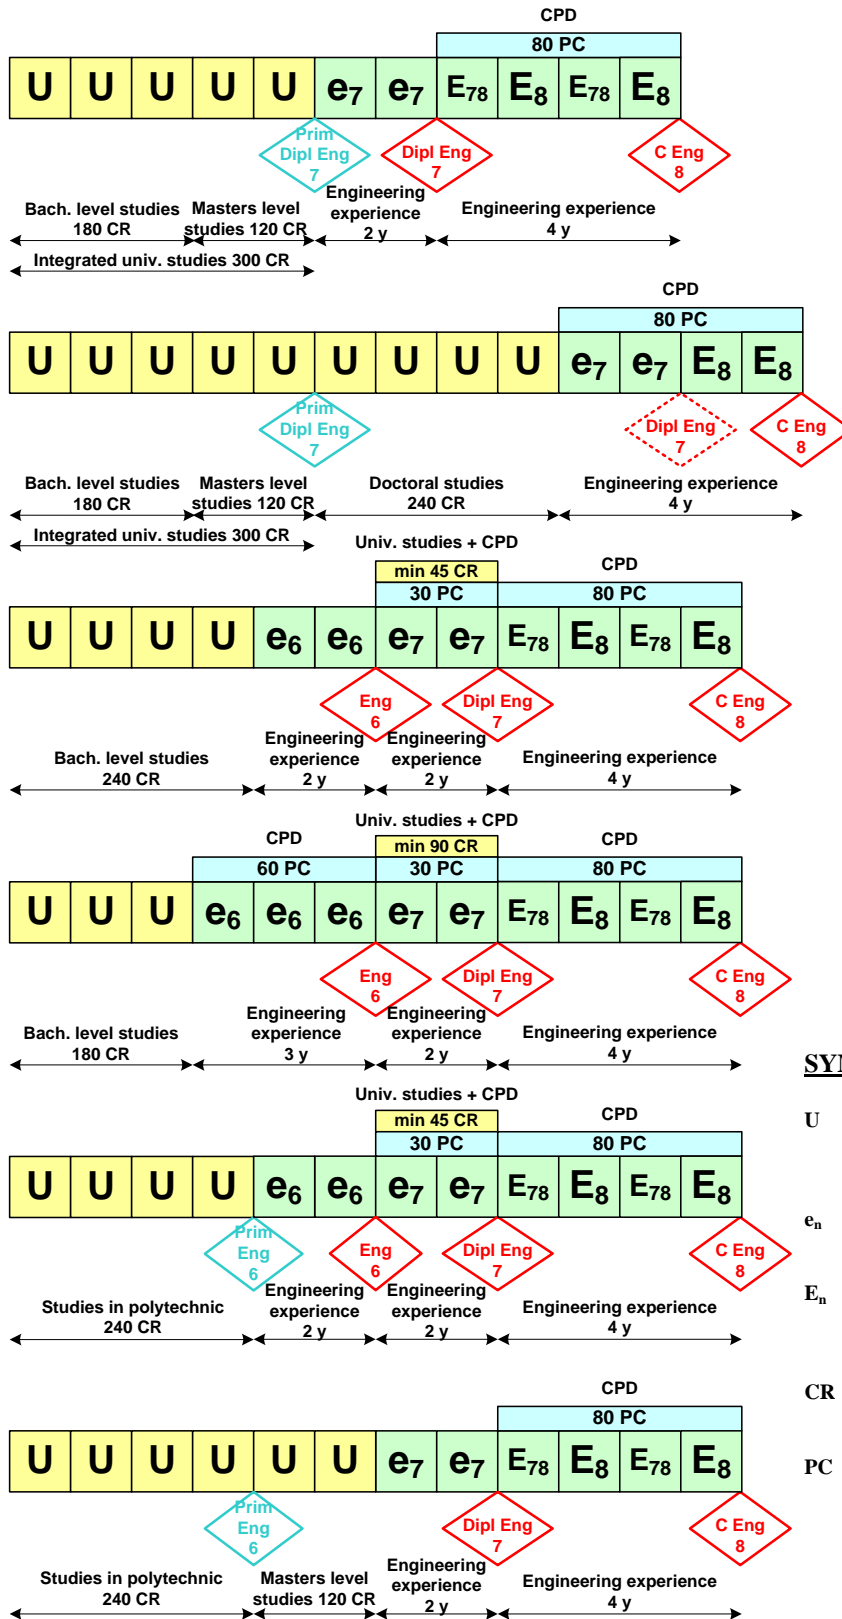 CPD
80 PC
U U U U U e7 e7 E78 E8 E78 E8
Prim
Dipl Eng
7
Dipl Eng
7
C Eng
8
Bach. level studies
180 CR
Masters level
studies 120 CR
Engineering
experience
2 y
Engineering experience
4 y
Integrated univ. studies 300 CR
CPD
80 PC
U U U U U U U U U e7 e7 E8 E8
Prim
Dipl Eng
7
Dipl Eng
7
C Eng
8
Bach. level studies
180 CR
Masters level
studies 120 CR
Doctoral studies
240 CR
Engineering experience
4 y
Integrated univ. studies 300 CR
Univ. studies + CPD
min 45 CR
30 PC
CPD
80 PC
U U U U e6 e6 e7 e7 E78 E8 E78 E8
Eng
6
Dipl Eng
7
C Eng
8
Bach. level studies
240 CR
Engineering
experience
2 y
Engineering
experience
2 y
Engineering experience
4 y
CPD
60 PC
Univ. studies + CPD
min 90 CR
30 PC
CPD
80 PC
U U U e6 e6 e6 e7 e7 E78 E8 E78 E8
Eng
6
Dipl Eng
7
C Eng
8
Bach. level studies
180 CR
Engineering
experience
3 y
Engineering
experience
2 y
Engineering experience
4 y
Univ. studies + CPD
min 45 CR
30 PC
CPD
80 PC
U U U U e6 e6 e7 e7 E78 E8 E78 E8
Prim
Eng
6
Eng
6
Dipl Eng
7
C Eng
8
Studies in polytechnic
240 CR
Engineering
experience
2 y
Engineering
experience
2 y
Engineering experience
4 y
CPD
80 PC
U U U U U U e7 e7 E78 E8 E78 E8
Prim
Eng
6
Dipl Eng
7
C Eng
8
Studies in polytechnic
240 CR
Masters level
studies 120 CR
Engineering
experience
2 y
Engineering experience
4 y
U
en
En
CR
PC